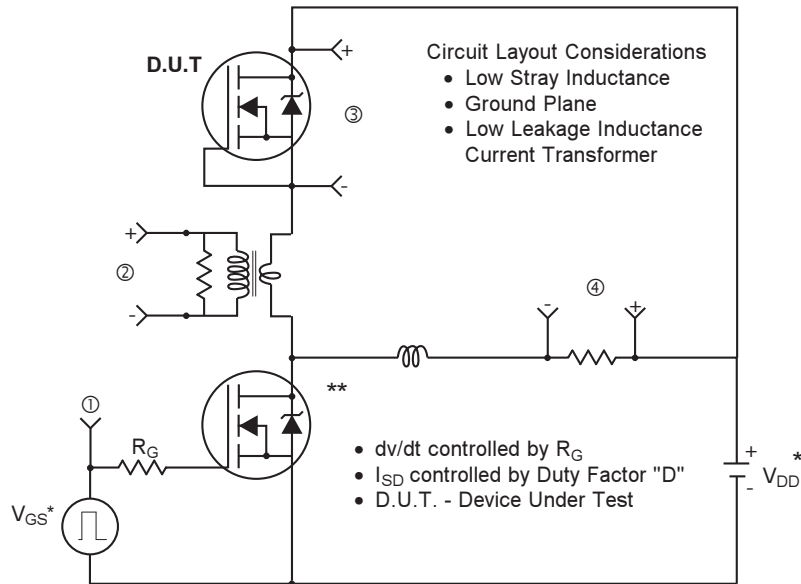 D.U.T
+
-
③
Circuit Layout Considerations
• Low Stray Inductance
• Ground Plane
• Low Leakage Inductance
Current Transformer
+
②
-
④
-
+
**
①
R_G
V_GS*
• dv/dt controlled by R_G
• I_SD controlled by Duty Factor "D"
• D.U.T. - Device Under Test
+
-
V_DD*